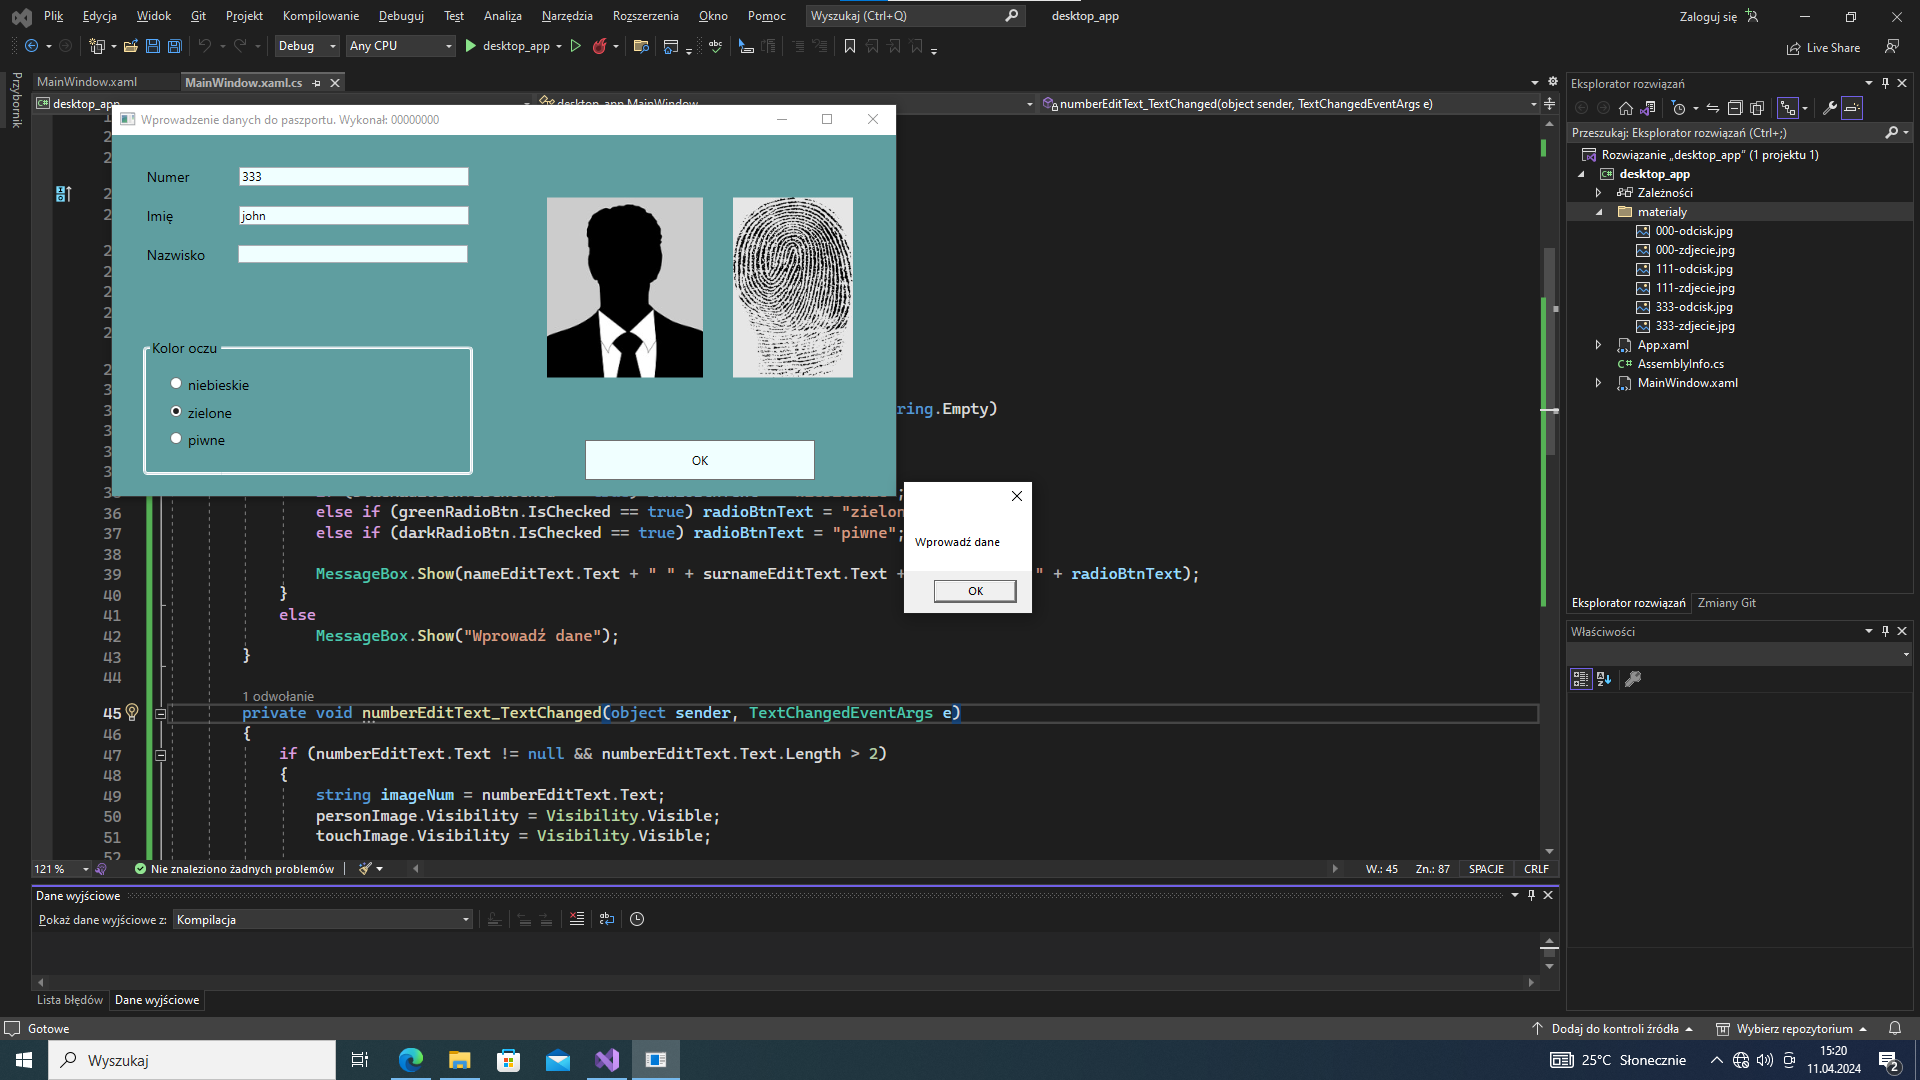 Plik Edycja Widok Git Projekt Kompilowanie Debuguj Test Analiza Narzędzia Rozszerzenia Okno Pomoc Wyszukaj (Ctrl+Q) desktop_app Zaloguj się
Debug Any CPU desktop_app Live Share
Przybornik
MainWindow.xaml MainWindow.xaml.cs
desktop_app desktop_app.MainWindow numberEditText_TextChanged(object sender, TextChangedEventArgs e)
Wprowadzenie danych do paszportu. Wykonał: 00000000
Numer 333
Imię john
Nazwisko
Kolor oczu
niebieskie
zielone
piwne
OK
ring.Empty)
36 else if (greenRadioBtn.IsChecked == true) radioBtnText = "zielon
37 else if (darkRadioBtn.IsChecked == true) radioBtnText = "piwne";
38
39 MessageBox.Show(nameEditText.Text + " " + surnameEditText.Text + " + radioBtnText);
40 }
41 else
42 MessageBox.Show("Wprowadź dane");
43 }
44
1 odwołanie
45 private void numberEditText_TextChanged(object sender, TextChangedEventArgs e)
46 {
47 if (numberEditText.Text != null && numberEditText.Text.Length > 2)
48 {
49 string imageNum = numberEditText.Text;
50 personImage.Visibility = Visibility.Visible;
51 touchImage.Visibility = Visibility.Visible;
52
Wprowadź dane
OK
121 % Nie znaleziono żadnych problemów W.: 45 Zn.: 87 SPACJE CRLF
Dane wyjściowe
Pokaż dane wyjściowe z: Kompilacja
Lista błędów Dane wyjściowe
Eksplorator rozwiązań
Przeszukaj: Eksplorator rozwiązań (Ctrl+;)
Rozwiązanie „desktop_app” (1 projektu 1)
desktop_app
Zależności
materialy
000-odcisk.jpg
000-zdjecie.jpg
111-odcisk.jpg
111-zdjecie.jpg
333-odcisk.jpg
333-zdjecie.jpg
App.xaml
AssemblyInfo.cs
MainWindow.xaml
Eksplorator rozwiązań Zmiany Git
Właściwości
Gotowe Dodaj do kontroli źródła Wybierz repozytorium
Wyszukaj 25°C Słonecznie 15:20
11.04.2024 2